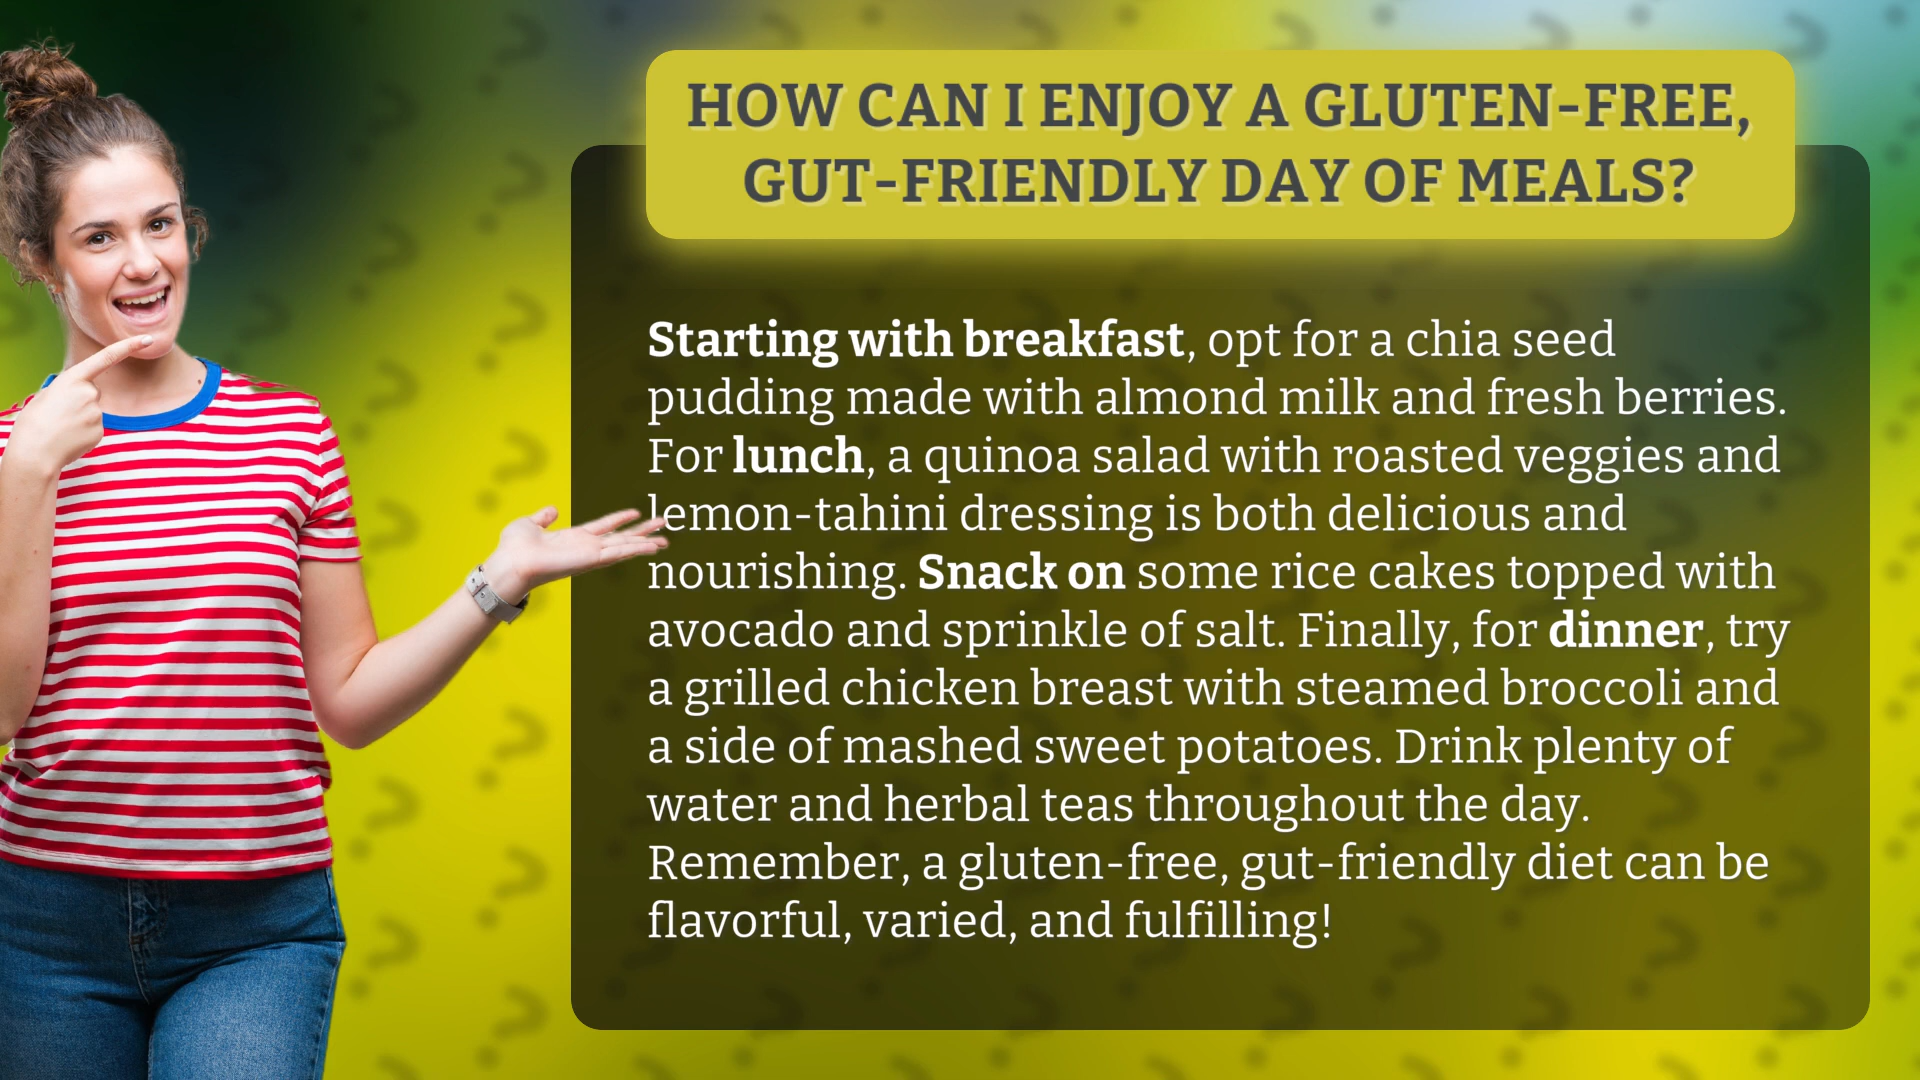 HOW CAN I ENJOY A GLUTEN-FREE,
GUT-FRIENDLY DAY OF MEALS?
Starting with breakfast, opt for a chia seed
pudding made with almond milk and fresh berries.
For lunch, a quinoa salad with roasted veggies and
lemon-tahini dressing is both delicious and
nourishing. Snack on some rice cakes topped with
avocado and sprinkle of salt. Finally, for dinner, try
a grilled chicken breast with steamed broccoli and
a side of mashed sweet potatoes. Drink plenty of
water and herbal teas throughout the day.
Remember, a gluten-free, gut-friendly diet can be
flavorful, varied, and fulfilling!